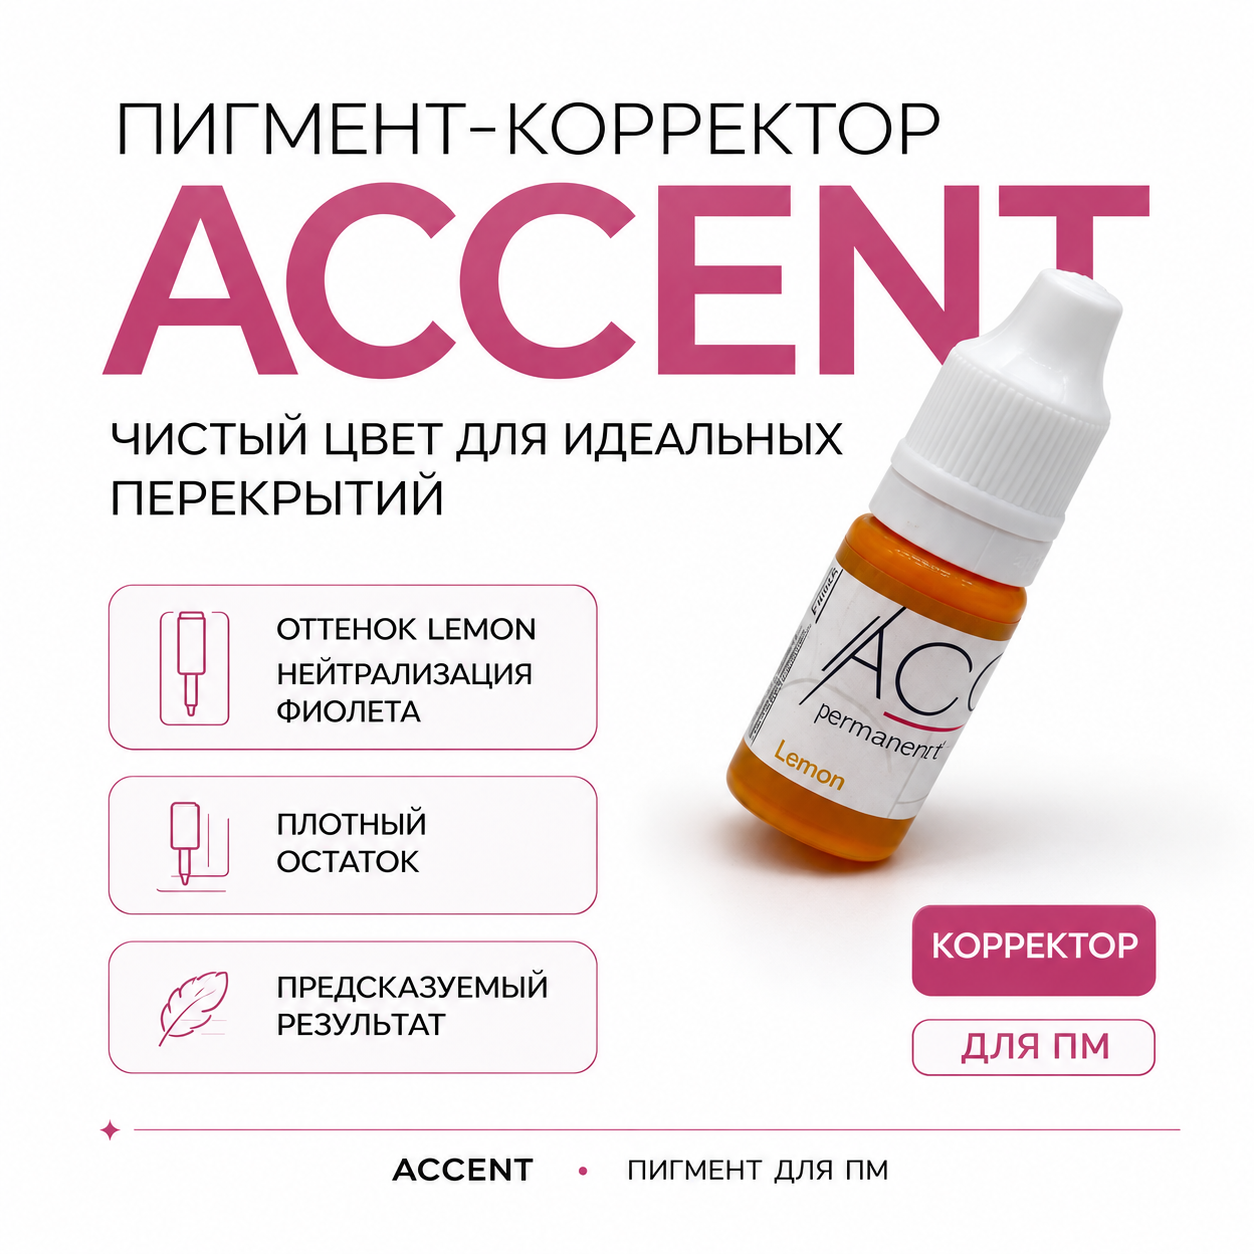 ПИГМЕНТ-КОРРЕКТОР
ACCENT
ЧИСТЫЙ ЦВЕТ ДЛЯ ИДЕАЛЬНЫХ
ПЕРЕКРЫТИЙ
ОТТЕНОК LEMON
НЕЙТРАЛИЗАЦИЯ
ФИОЛЕТА
ПЛОТНЫЙ
ОСТАТОК
ПРЕДСКАЗУЕМЫЙ
РЕЗУЛЬТАТ
ACC
permanent
Lemon
КОРРЕКТОР
ДЛЯ ПМ
ACCENT • ПИГМЕНТ ДЛЯ ПМ